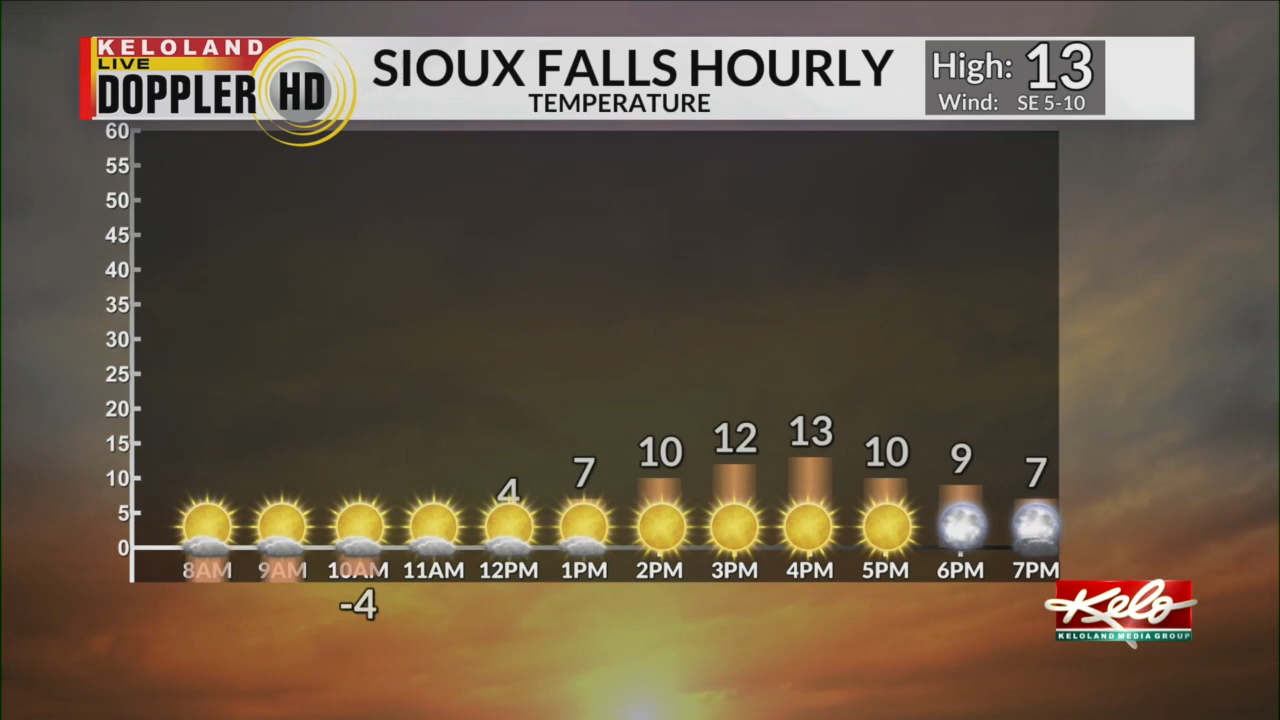 KELOLAND
LIVE
DOPPLER HD
SIOUX FALLS HOURLY
TEMPERATURE
High: 13
Wind: SE 5-10
60
55
50
45
40
35
30
25
20
15
10
5
0
4 7 10 12 13 10 9 7
8AM 9AM 10AM 11AM 12PM 1PM 2PM 3PM 4PM 5PM 6PM 7PM
-4
Kelo
KELOLAND MEDIA GROUP